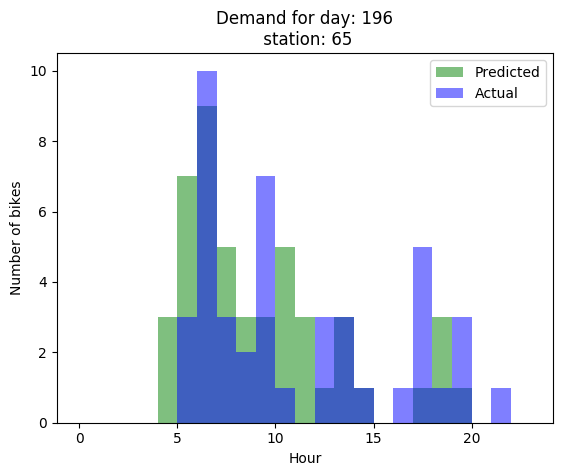 Demand for day: 196
station: 65
Predicted
Actual
Number of bikes
10
8
6
4
2
0
0 5 10 15 20
Hour